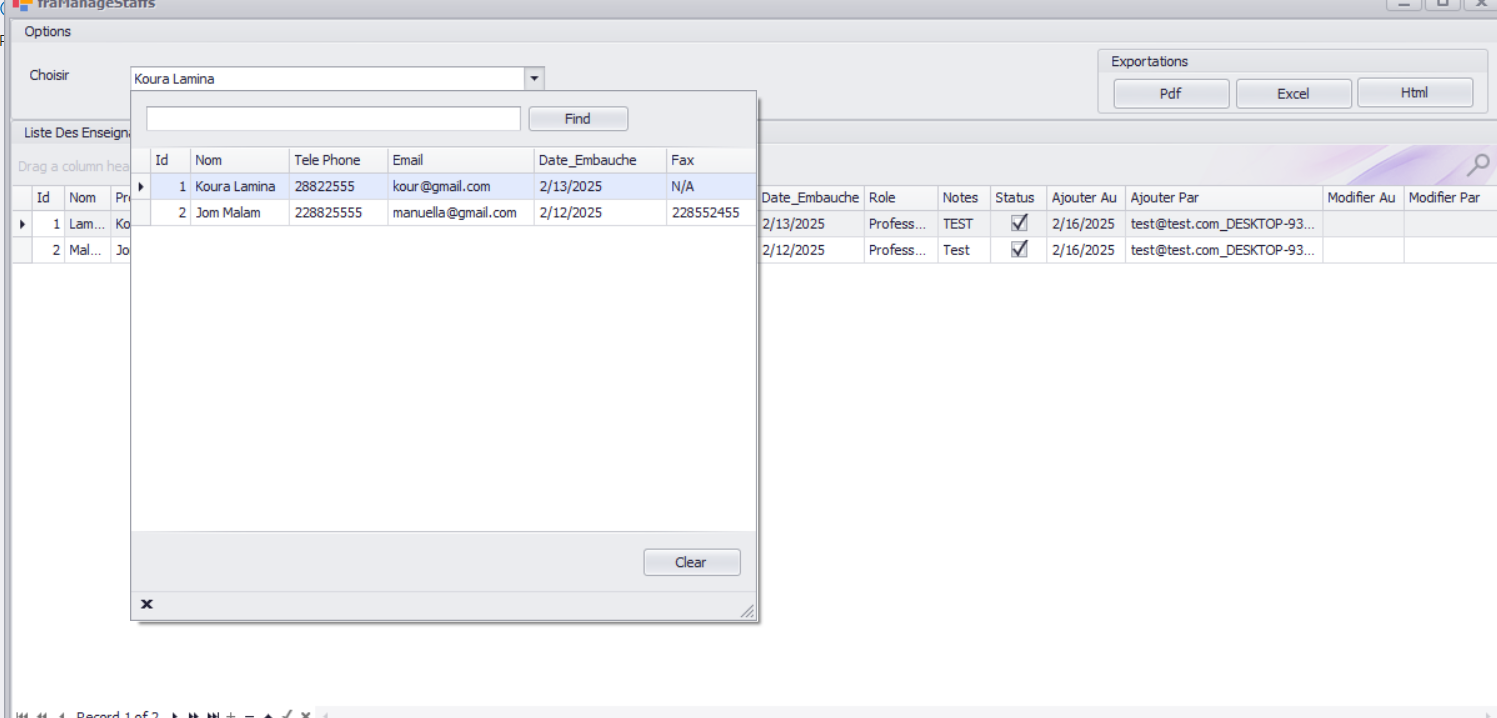 fraManageStaffs
Options
Choisir
Koura Lamina
Exportations
Pdf Excel Html
Find
Liste Des Enseigna
Drag a column hea
Id Nom Tele Phone Email Date_Embauche Fax
1 Koura Lamina 28822555 kour@gmail.com 2/13/2025 N/A
2 Jom Malam 228825555 manuella@gmail.com 2/12/2025 228552455
Id Nom Pr Date_Embauche Role Notes Status Ajouter Au Ajouter Par Modifier Au Modifier Par
1 Lam... Ko 2/13/2025 Profess... TEST 2/16/2025 test@test.com_DESKTOP-93...
2 Mal... Jo 2/12/2025 Profess... Test 2/16/2025 test@test.com_DESKTOP-93...
Clear
Record 1 of 2